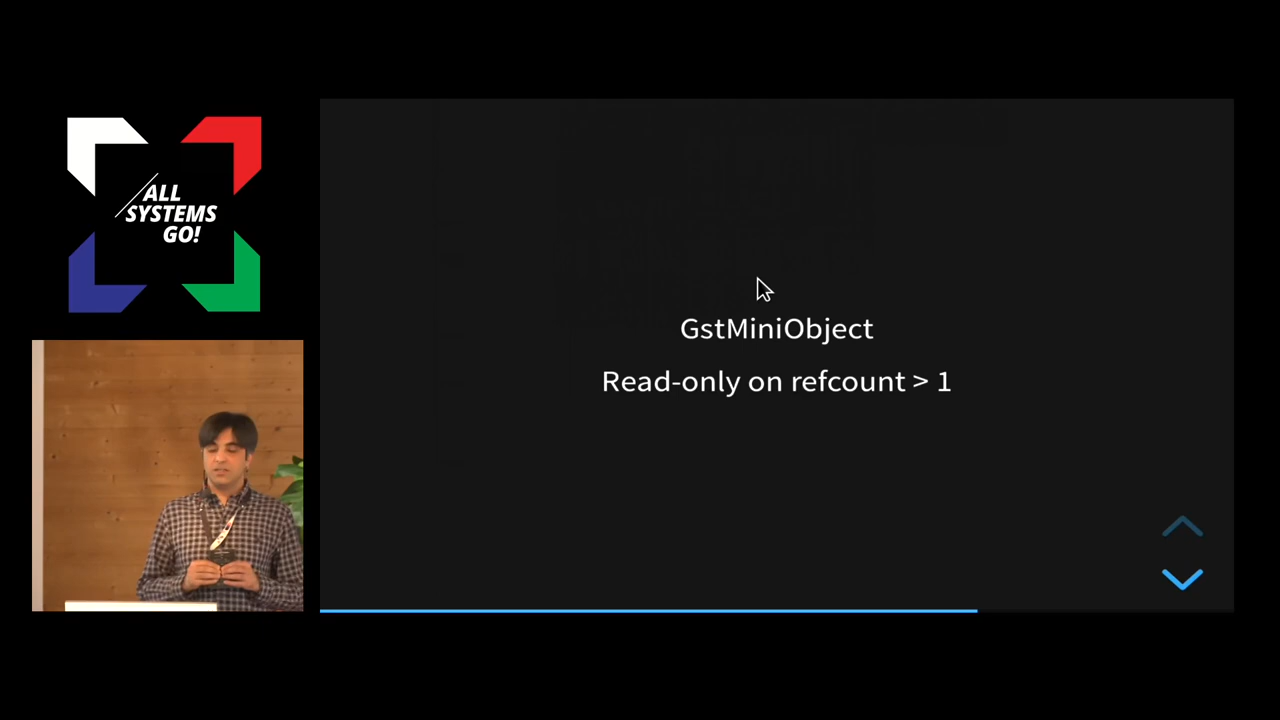 ALL
SYSTEMS
GO!
GstMiniObject
Read-only on refcount > 1